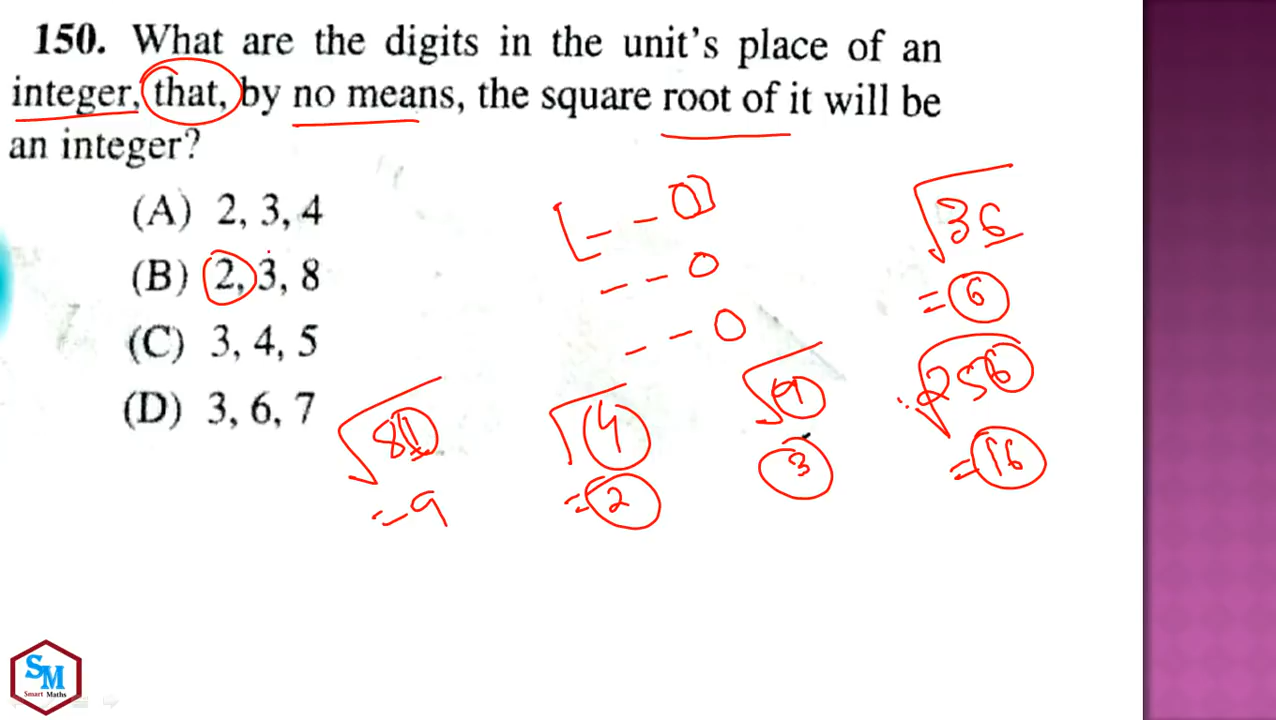 150. What are the digits in the unit's place of an
integer, that, by no means, the square root of it will be
an integer?
(A) 2, 3, 4
(B) 2, 3, 8
(C) 3, 4, 5
(D) 3, 6, 7
[ _ _ 0]
_ _ 0
_ _ 0
√36
= 6
√256
= 16
√9
3
√4
= 2
√81
= 9
SM
Smart Maths